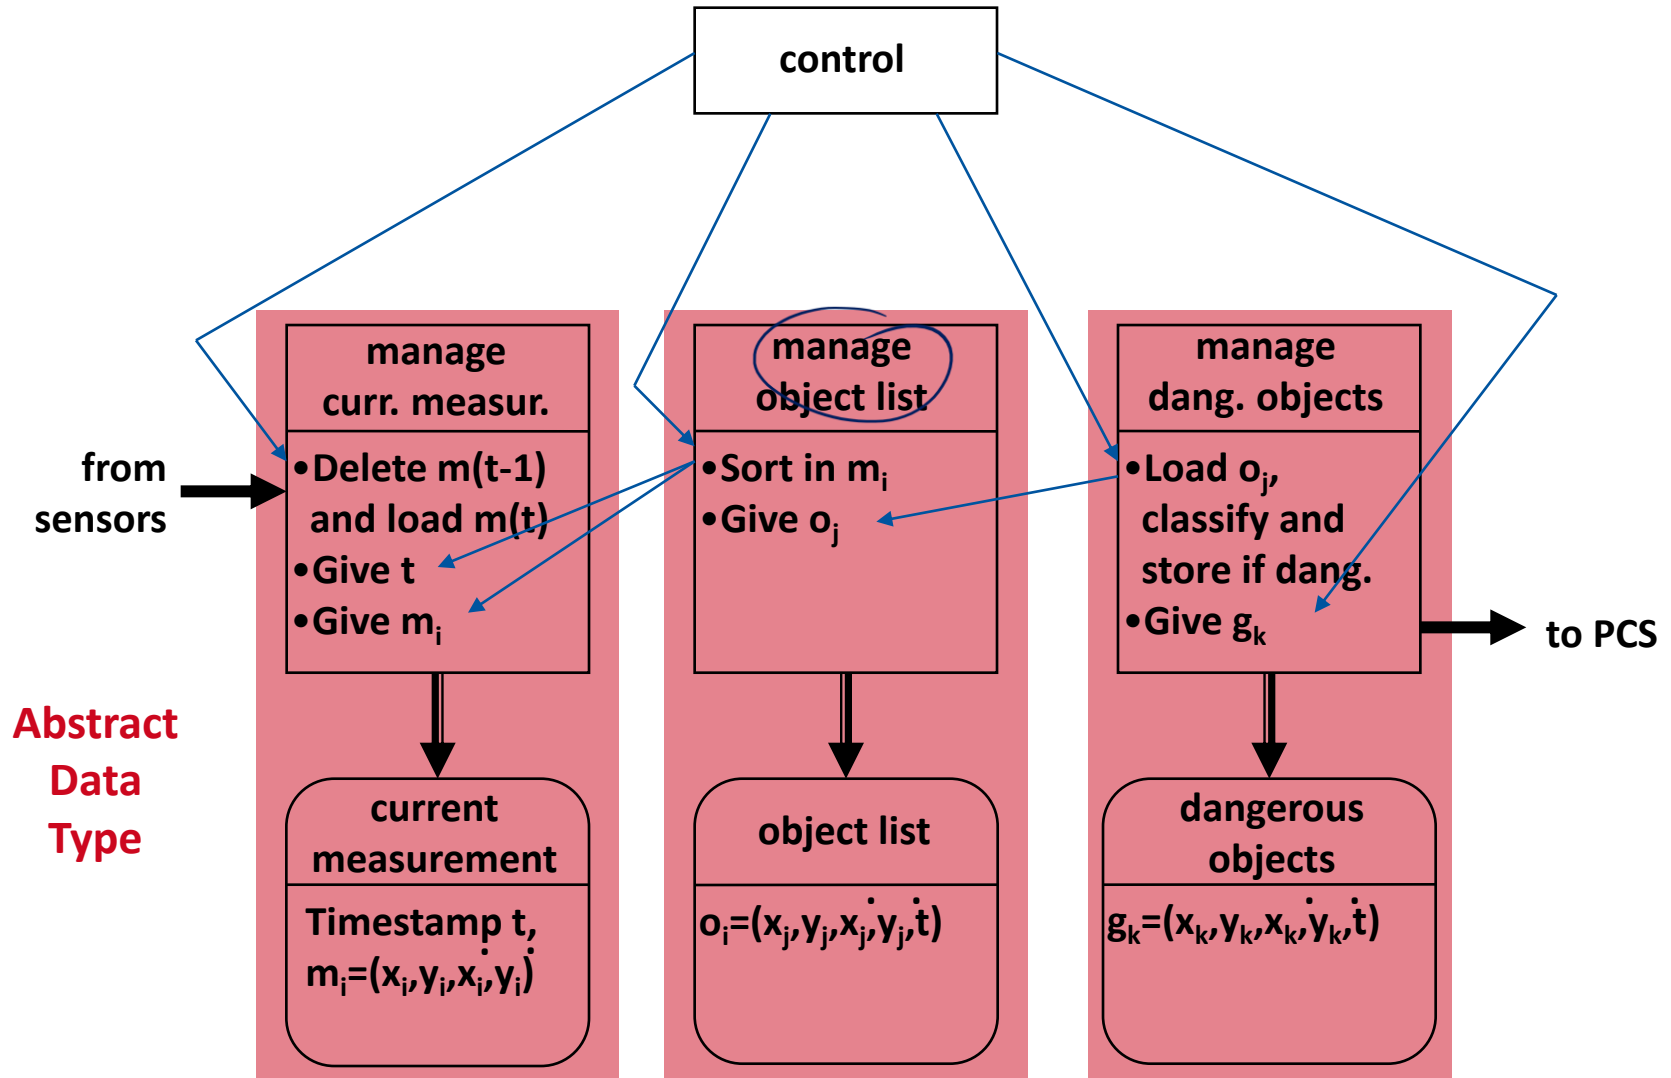 control
manage
curr. measur.
•Delete m(t-1)
and load m(t)
•Give t
•Give mᵢ
manage
object list
•Sort in mᵢ
•Give oⱼ
manage
dang. objects
•Load oⱼ,
classify and
store if dang.
•Give gₖ
from
sensors
to PCS
Abstract
Data
Type
current
measurement
Timestamp t,
mᵢ=(xᵢ,yᵢ,ẋᵢ,ẏᵢ)
object list
oᵢ=(xⱼ,yⱼ,ẋⱼ,ẏⱼ,t)
dangerous
objects
gₖ=(xₖ,yₖ,ẋₖ,ẏₖ,t)